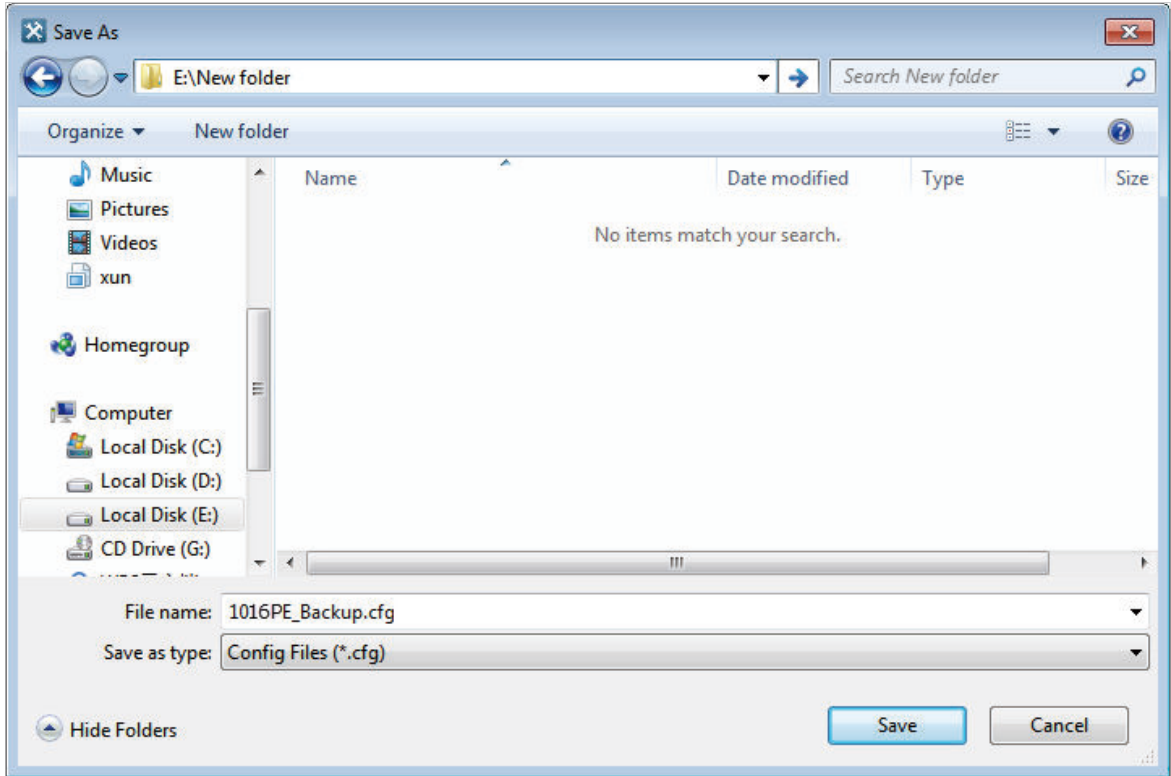 Save As
E:\New folder
Search New folder
Organize
New folder
Music
Pictures
Videos
xun
Homegroup
Computer
Local Disk (C:)
Local Disk (D:)
Local Disk (E:)
CD Drive (G:)
Name
Date modified
Type
Size
No items match your search.
File name: 1016PE_Backup.cfg
Save as type: Config Files (*.cfg)
Hide Folders
Save
Cancel